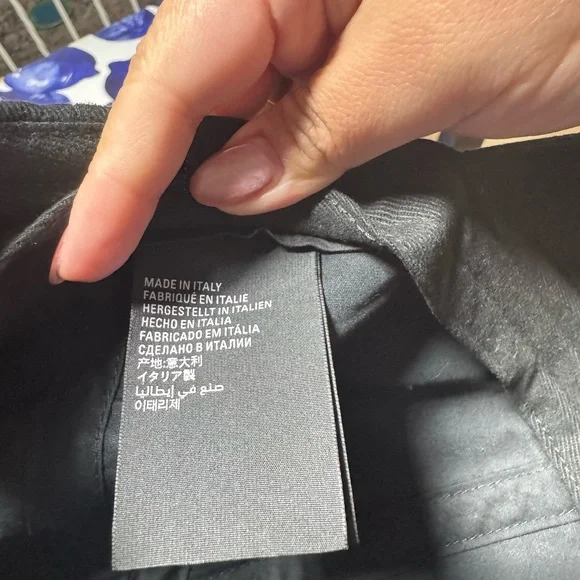 MADE IN ITALY
FABRIQUÉ EN ITALIE
HERGESTELLT IN ITALIEN
HECHO EN ITALIA
FABRICADO EM ITÁLIA
СДЕЛАНО В ИТАЛИИ
产地:意大利
イタリア製
صنع في إيطاليا
이태리제